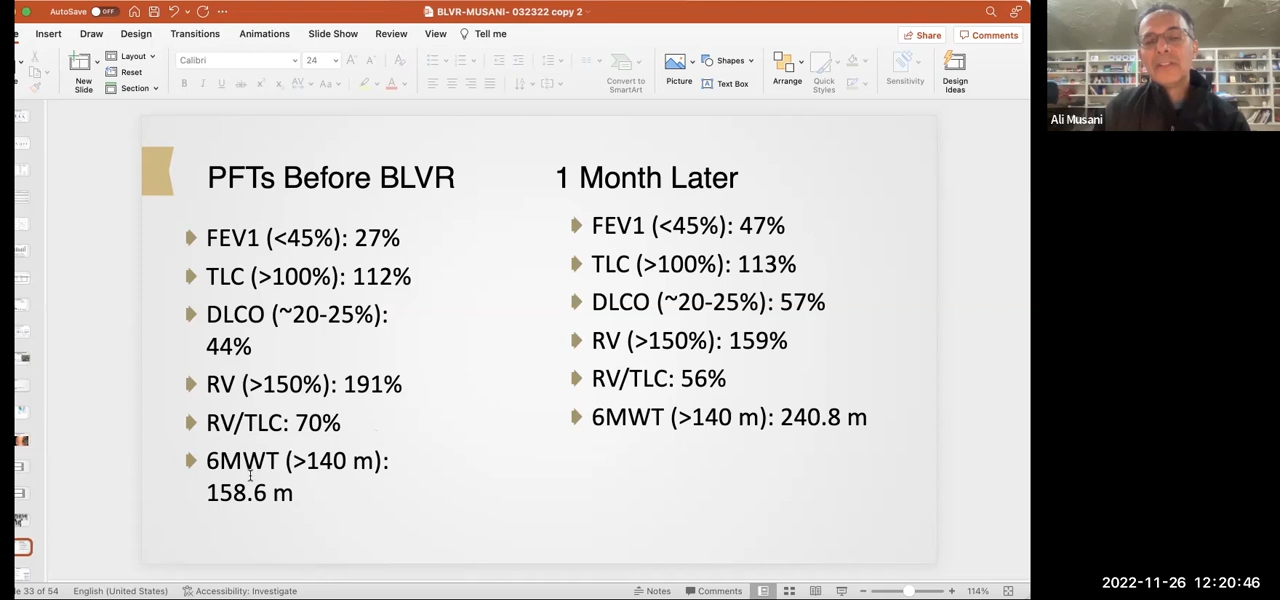 AutoSave OFF
BLVR-MUSANI- 032322 copy 2
Insert Draw Design Transitions Animations Slide Show Review View Tell me
Share Comments
New Slide
Layout
Reset
Section
Calibri 24
Convert to SmartArt
Picture
Shapes
Text Box
Arrange
Quick Styles
Sensitivity
Design Ideas
Ali Musani
PFTs Before BLVR
FEV1 (<45%): 27%
TLC (>100%): 112%
DLCO (~20-25%):
44%
RV (>150%): 191%
RV/TLC: 70%
6MWT (>140 m):
158.6 m
1 Month Later
FEV1 (<45%): 47%
TLC (>100%): 113%
DLCO (~20-25%): 57%
RV (>150%): 159%
RV/TLC: 56%
6MWT (>140 m): 240.8 m
33 of 54 English (United States) Accessibility: Investigate
Notes Comments 114%
2022-11-26 12:20:46